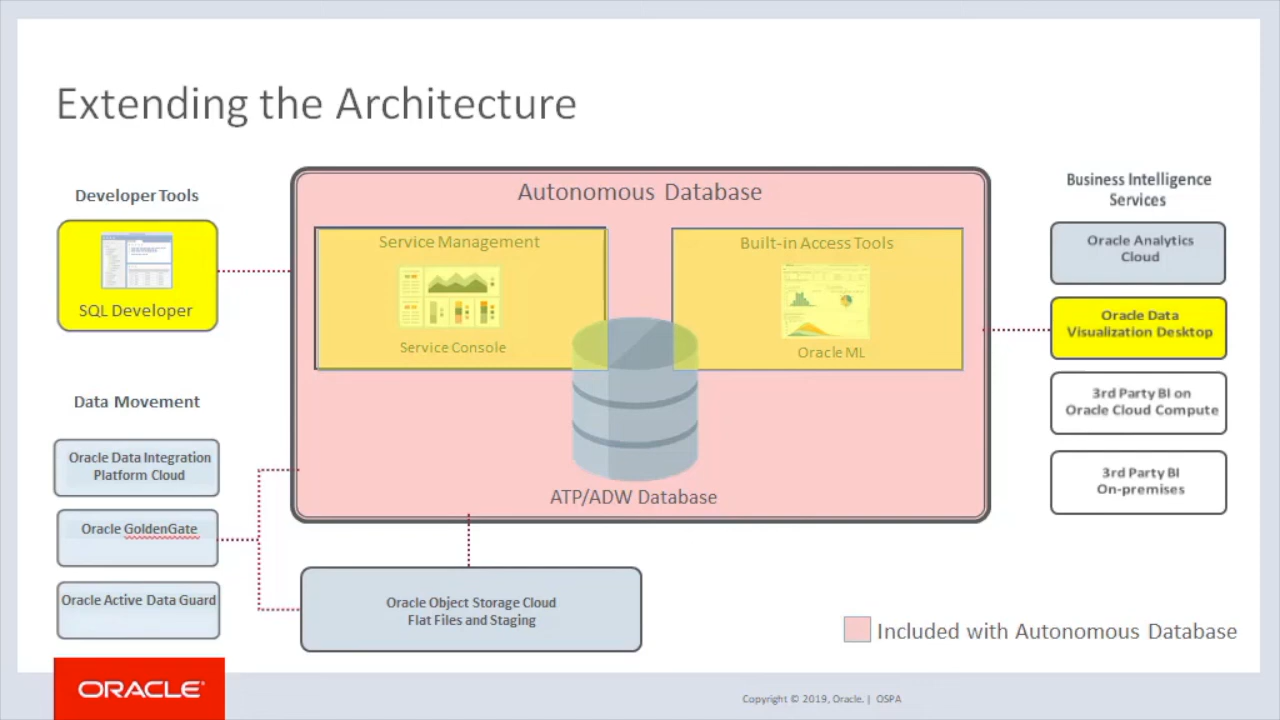 Extending the Architecture
Developer Tools
SQL Developer
Data Movement
Oracle Data Integration
Platform Cloud
Oracle GoldenGate
Oracle Active Data Guard
Autonomous Database
Service Management
Service Console
Built-in Access Tools
Oracle ML
ATP/ADW Database
Oracle Object Storage Cloud
Flat Files and Staging
Business Intelligence
Services
Oracle Analytics
Cloud
Oracle Data
Visualization Desktop
3rd Party BI on
Oracle Cloud Compute
3rd Party BI
On-premises
Included with Autonomous Database
ORACLE®
Copyright © 2019, Oracle. | OSPA